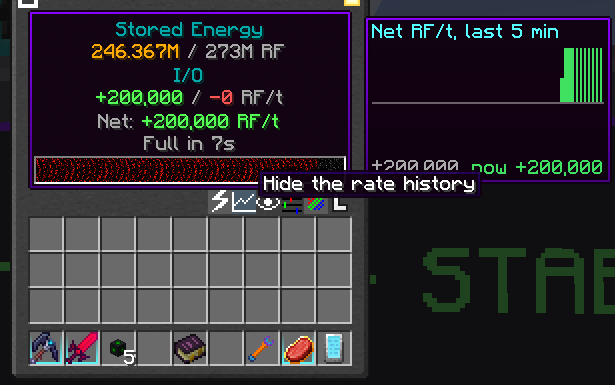 Stored Energy
246.367M / 273M RF
I/O
+200,000 / -0 RF/t
Net: +200,000 RF/t
Full in 7s
Net RF/t, last 5 min
+200,000 now +200,000
Hide the rate history
L
5
STAB